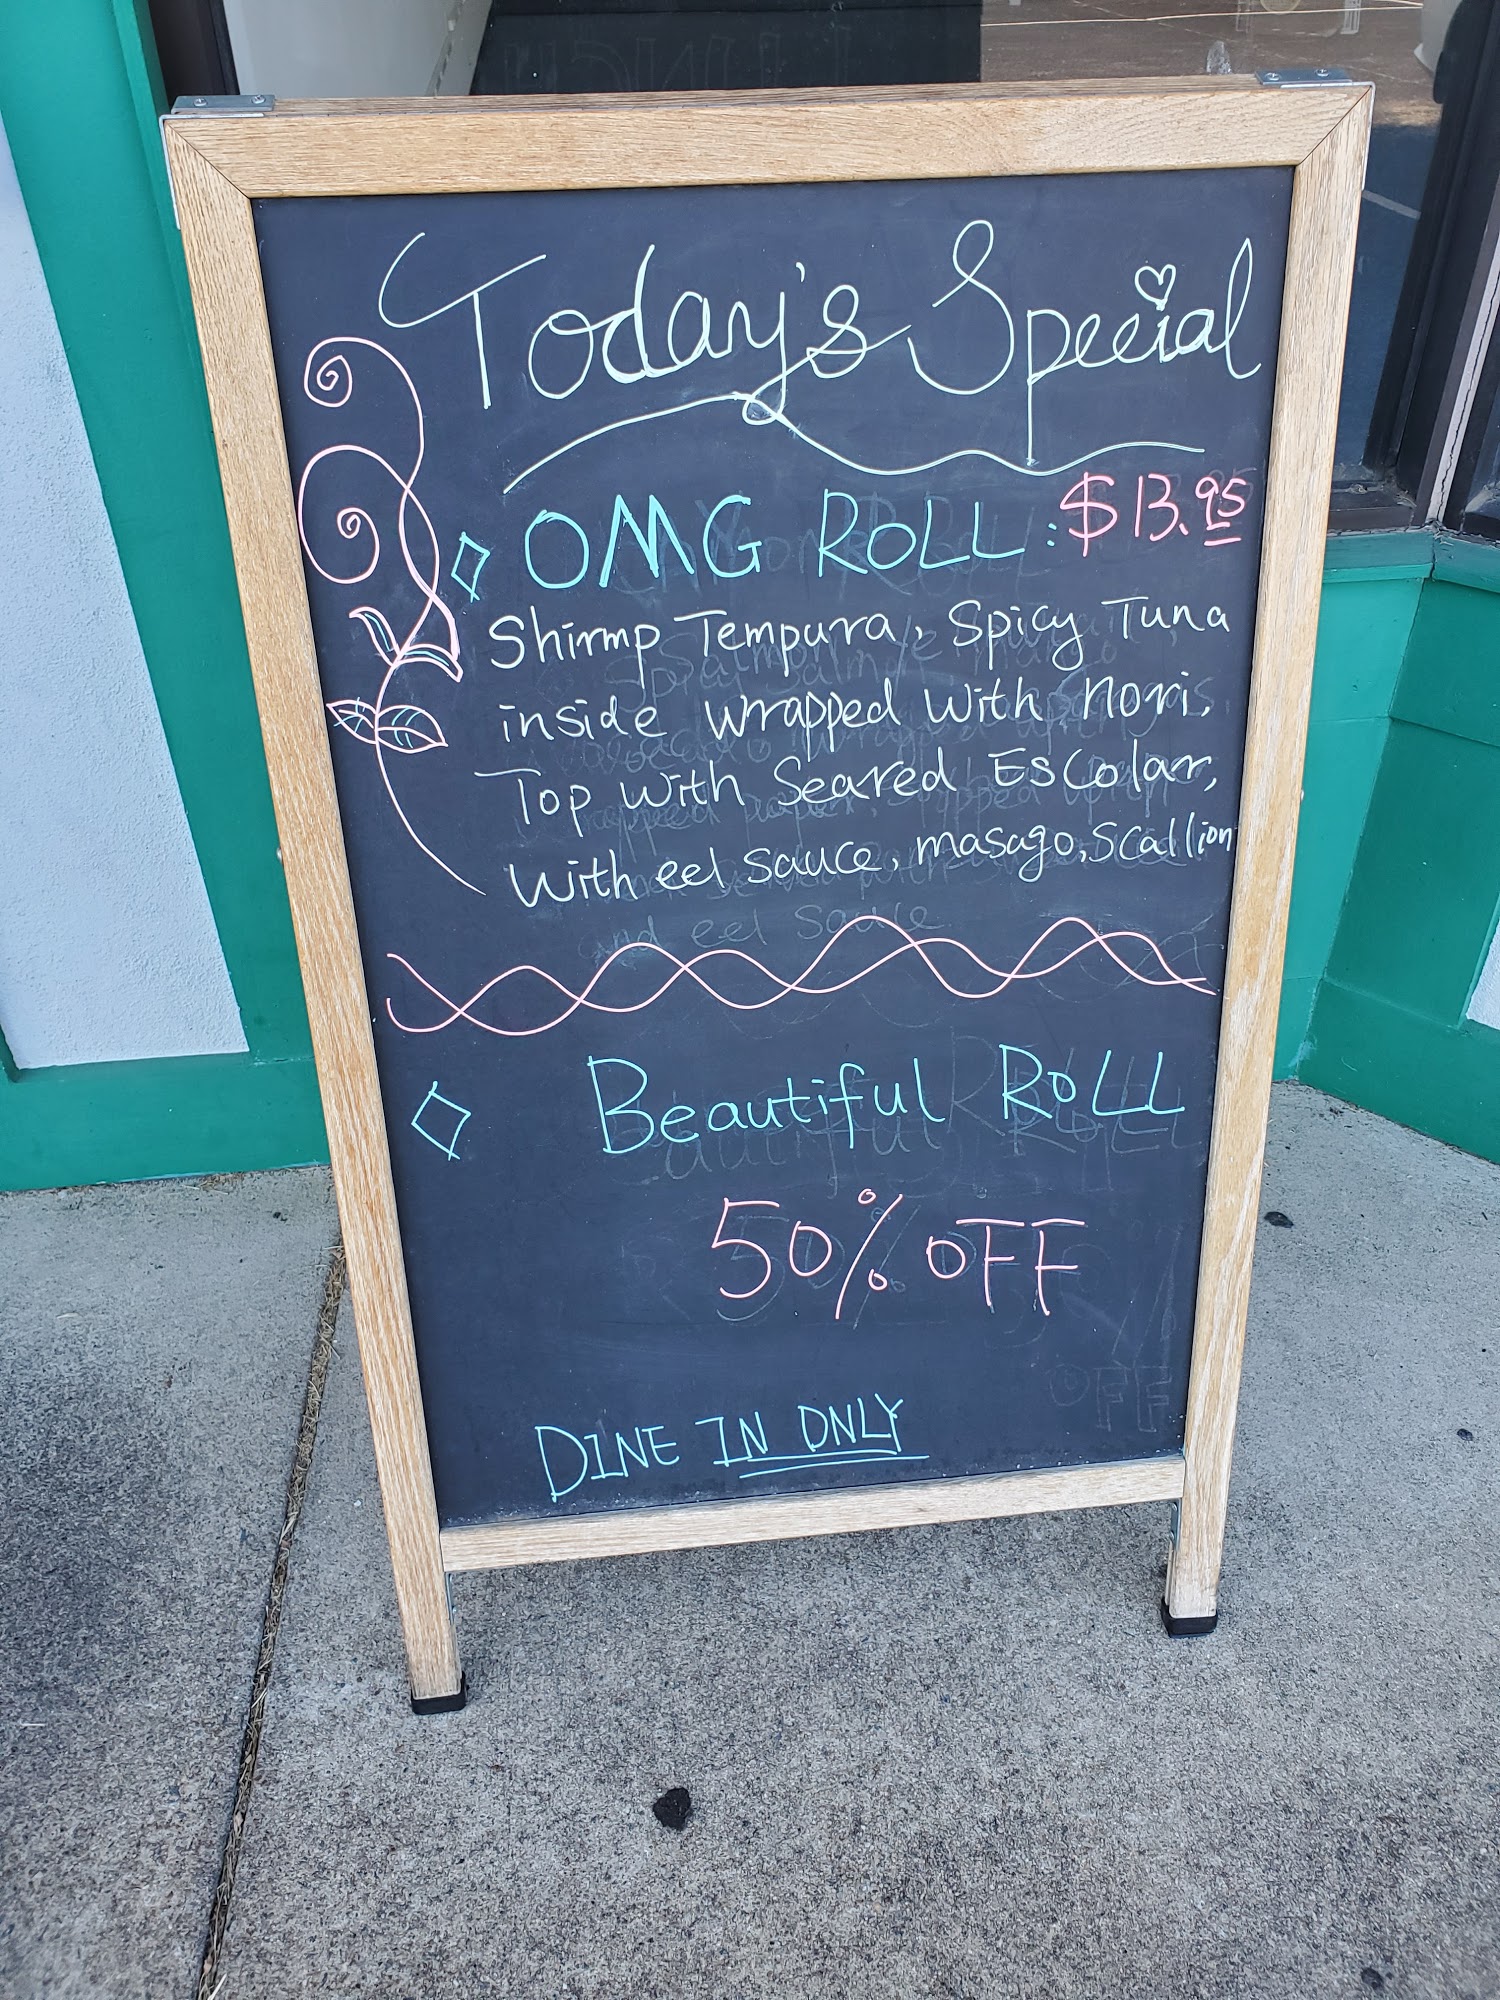 Today's Special
OMG ROLL: $13.95
Shirmp Tempura, Spicy Tuna
inside wrapped with nori,
Top with Seared Escolar,
with eel sauce, masago, scallion
Beautiful ROLL
50% OFF
DINE IN ONLY